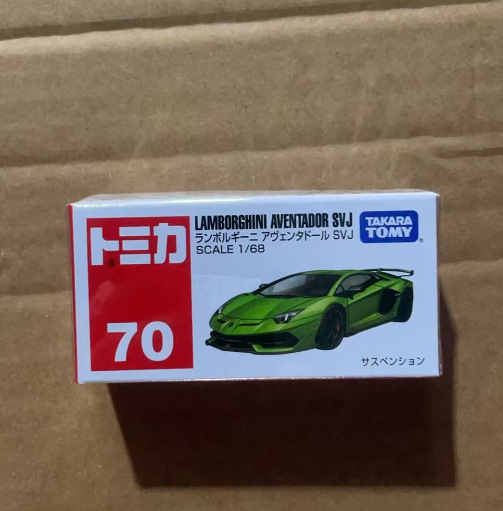 トミカ
70
LAMBORGHINI AVENTADOR SVJ
ランボルギーニ アヴェンタドール SVJ
SCALE 1/68
TAKARA
TOMY
サスペンション